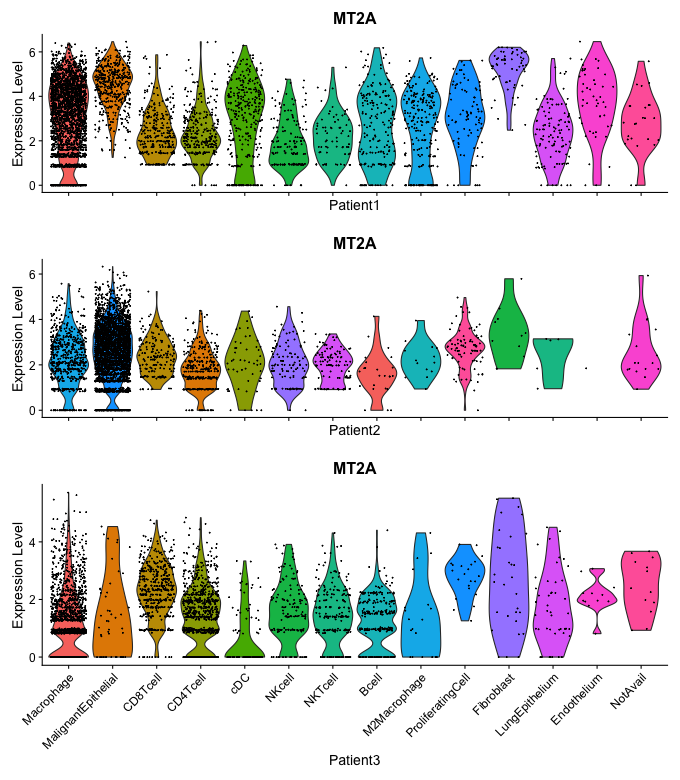 MT2A
Expression Level
6
4
2
0
Patient1
MT2A
Expression Level
6
4
2
0
Patient2
MT2A
Expression Level
4
2
0
Macrophage
MalignantEpithelial
CD8Tcell
CD4Tcell
cDC
NKcell
NKTcell
Bcell
M2Macrophage
ProliferatingCell
Fibroblast
LungEpithelium
Endothelium
NotAvail
Patient3